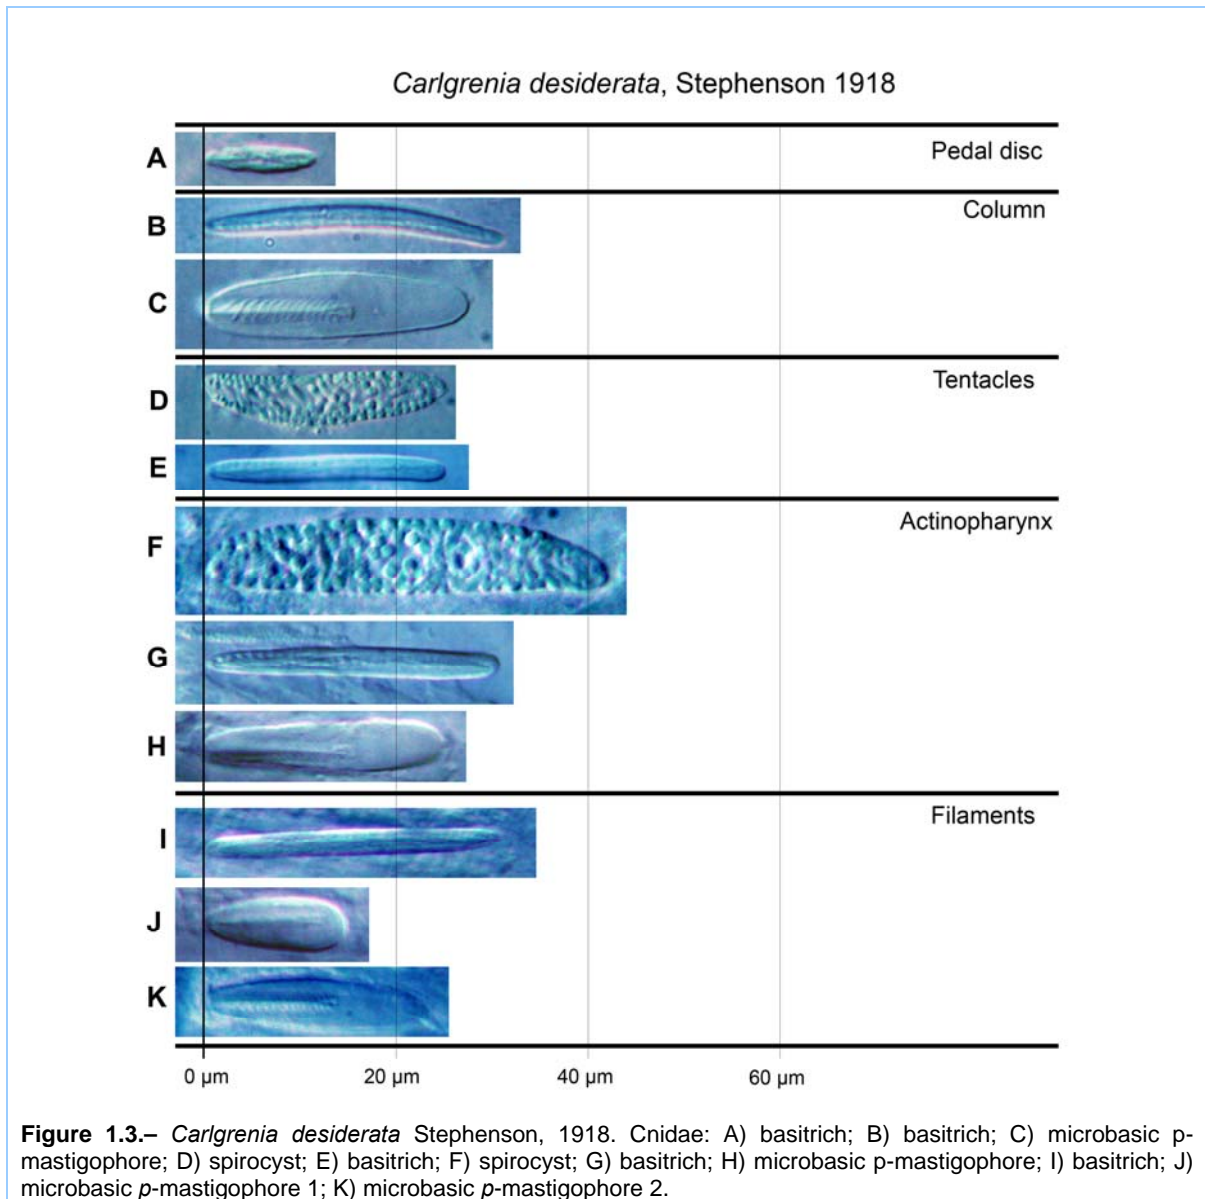 Carlgrenia desiderata, Stephenson 1918
A
Pedal disc
B
Column
C
D
Tentacles
E
F
Actinopharynx
G
H
I
Filaments
J
K
0 µm 20 µm 40 µm 60 µm
Figure 1.3.– Carlgrenia desiderata Stephenson, 1918. Cnidae: A) basitrich; B) basitrich; C) microbasic p-
mastigophore; D) spirocyst; E) basitrich; F) spirocyst; G) basitrich; H) microbasic p-mastigophore; I) basitrich; J)
microbasic p-mastigophore 1; K) microbasic p-mastigophore 2.